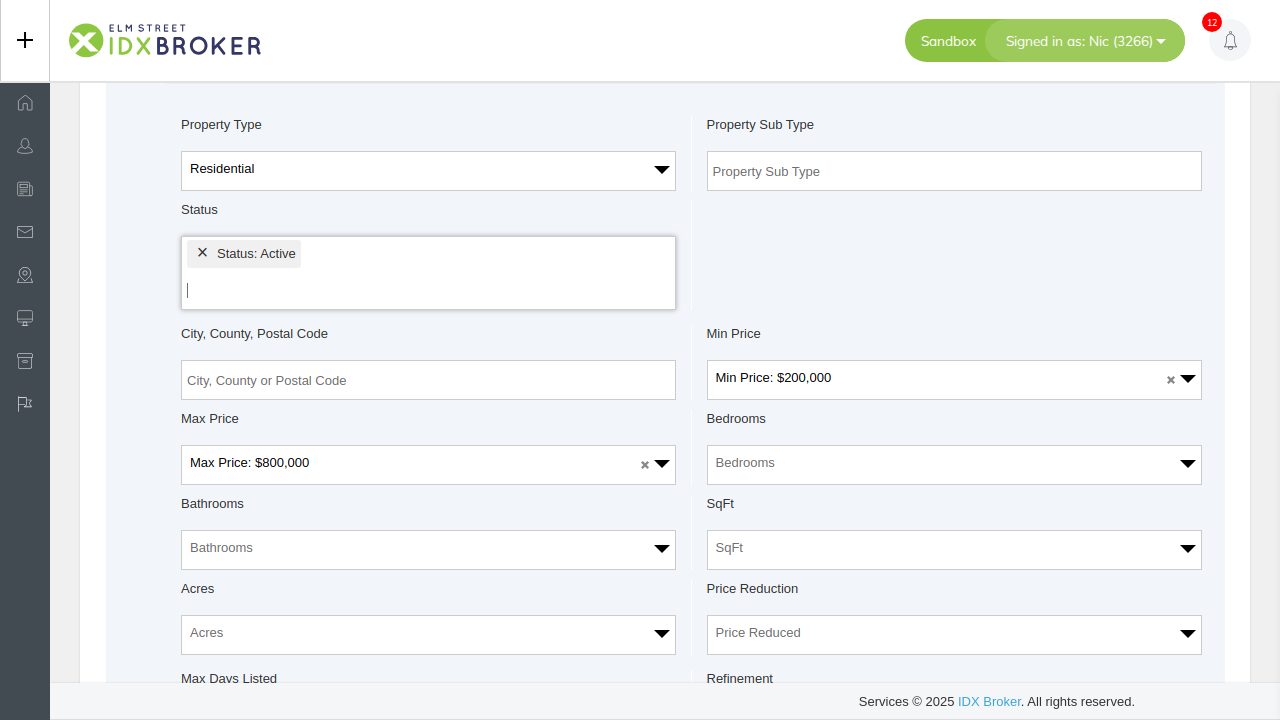 ELM STREET
IDXBROKER
Sandbox
Signed in as: Nic (3266)
12
Property Type
Property Sub Type
Residential
Property Sub Type
Status
× Status: Active
City, County, Postal Code
Min Price
City, County or Postal Code
Min Price: $200,000
Max Price
Bedrooms
Max Price: $800,000
Bedrooms
Bathrooms
SqFt
Bathrooms
SqFt
Acres
Price Reduction
Acres
Price Reduced
Max Days Listed
Refinement
Services © 2025 IDX Broker. All rights reserved.